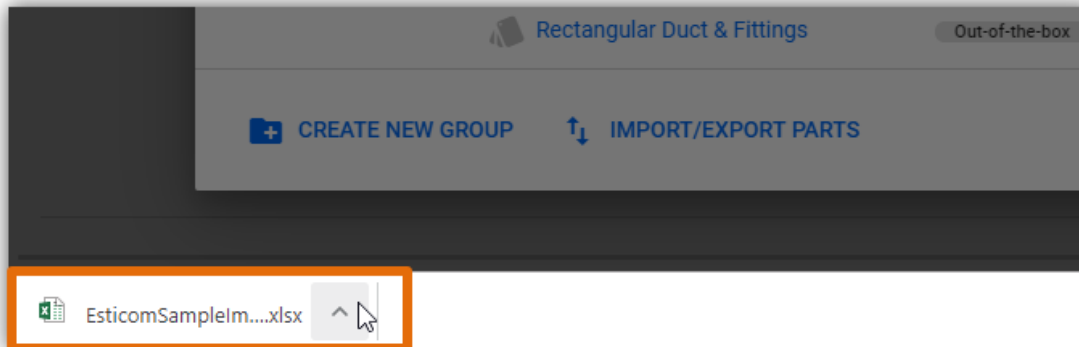 Rectangular Duct & Fittings Out-of-the-box
CREATE NEW GROUP IMPORT/EXPORT PARTS
EsticomSampleIm....xlsx